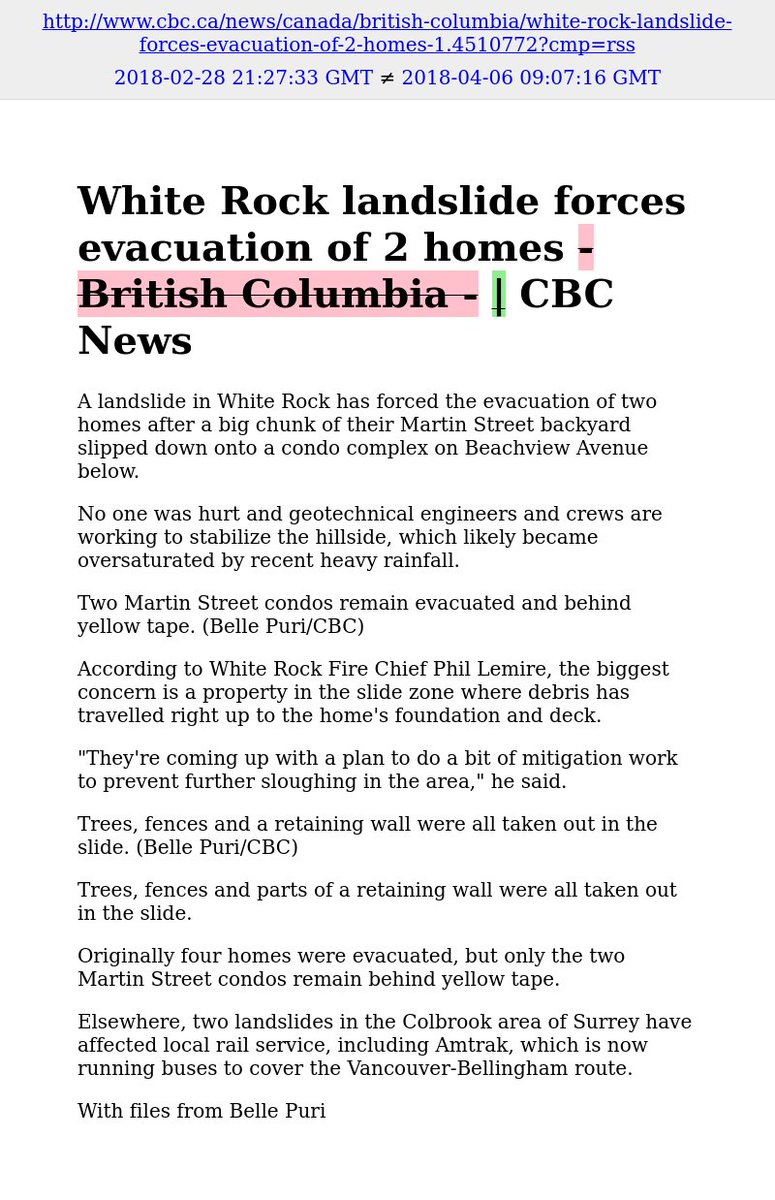 http://www.cbc.ca/news/canada/british-columbia/white-rock-landslide-
forces-evacuation-of-2-homes-1.4510772?cmp=rss
2018-02-28 21:27:33 GMT ≠ 2018-04-06 09:07:16 GMT
White Rock landslide forces
evacuation of 2 homes -
British Columbia - | CBC
News
A landslide in White Rock has forced the evacuation of two
homes after a big chunk of their Martin Street backyard
slipped down onto a condo complex on Beachview Avenue
below.
No one was hurt and geotechnical engineers and crews are
working to stabilize the hillside, which likely became
oversaturated by recent heavy rainfall.
Two Martin Street condos remain evacuated and behind
yellow tape. (Belle Puri/CBC)
According to White Rock Fire Chief Phil Lemire, the biggest
concern is a property in the slide zone where debris has
travelled right up to the home's foundation and deck.
"They're coming up with a plan to do a bit of mitigation work
to prevent further sloughing in the area," he said.
Trees, fences and a retaining wall were all taken out in the
slide. (Belle Puri/CBC)
Trees, fences and parts of a retaining wall were all taken out
in the slide.
Originally four homes were evacuated, but only the two
Martin Street condos remain behind yellow tape.
Elsewhere, two landslides in the Colbrook area of Surrey have
affected local rail service, including Amtrak, which is now
running buses to cover the Vancouver-Bellingham route.
With files from Belle Puri